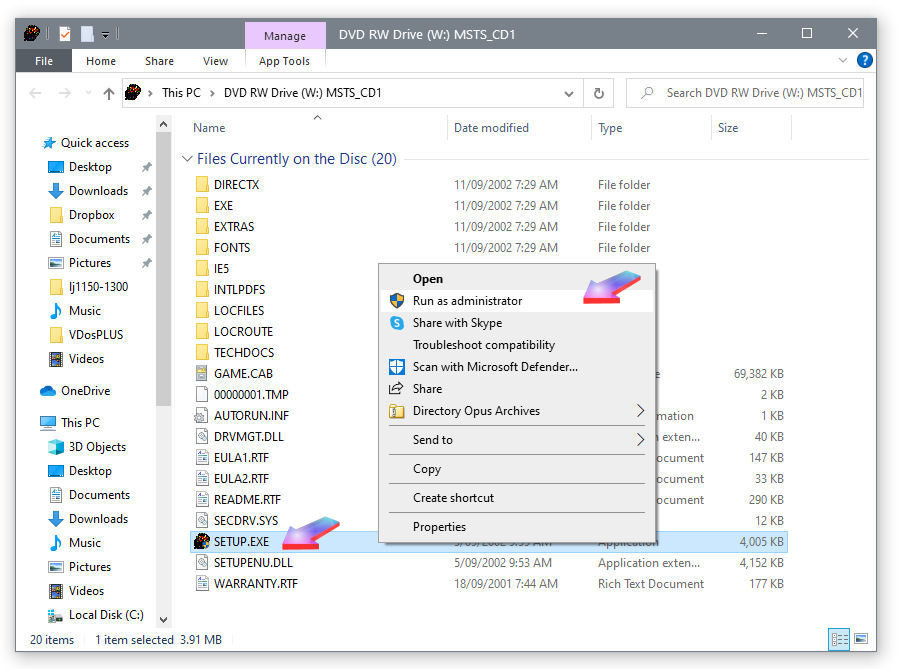 Manage
DVD RW Drive (W:) MSTS_CD1
File Home Share View App Tools
This PC DVD RW Drive (W:) MSTS_CD1
Search DVD RW Drive (W:) MSTS_CD1
Quick access
Desktop
Downloads
Dropbox
Documents
Pictures
lj1150-1300
Music
VDosPLUS
Videos
OneDrive
This PC
3D Objects
Desktop
Documents
Downloads
Music
Pictures
Videos
Local Disk (C:)
Name Date modified Type Size
Files Currently on the Disc (20)
DIRECTX 11/09/2002 7:29 AM File folder
EXE 11/09/2002 7:29 AM File folder
EXTRAS 11/09/2002 7:29 AM File folder
FONTS 11/09/2002 7:29 AM File folder
IE5
INTLPDFS
LOCFILES
LOCROUTE
TECHDOCS
GAME.CAB e 69,382 KB
00000001.TMP 2 KB
AUTORUN.INF mation 1 KB
DRVMGT.DLL n exten... 40 KB
EULA1.RTF ocument 147 KB
EULA2.RTF ocument 33 KB
README.RTF ocument 290 KB
SECDRV.SYS 12 KB
SETUP.EXE Application 4,005 KB
SETUPENU.DLL 5/09/2002 9:53 AM Application exten... 4,152 KB
WARRANTY.RTF 18/09/2001 7:44 AM Rich Text Document 177 KB
Open
Run as administrator
Share with Skype
Troubleshoot compatibility
Scan with Microsoft Defender...
Share
Directory Opus Archives
Send to
Copy
Create shortcut
Properties
20 items 1 item selected 3.91 MB